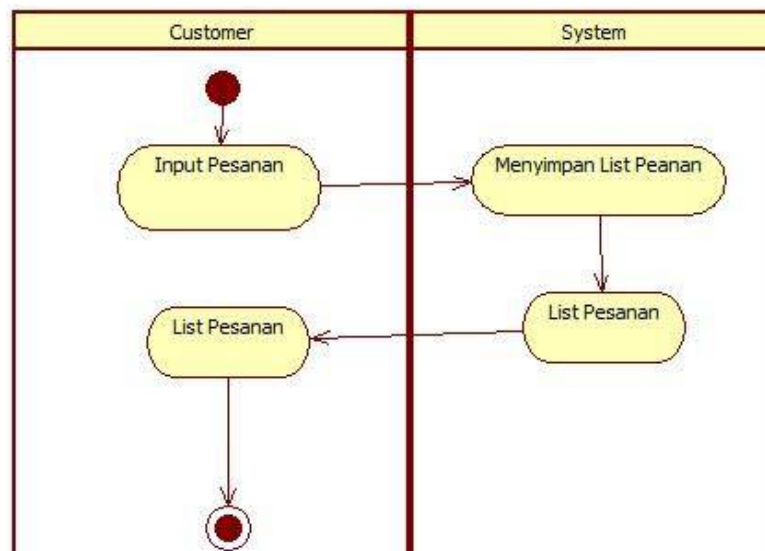 Customer
System
Input Pesanan
Menyimpan List Peanan
List Pesanan
List Pesanan